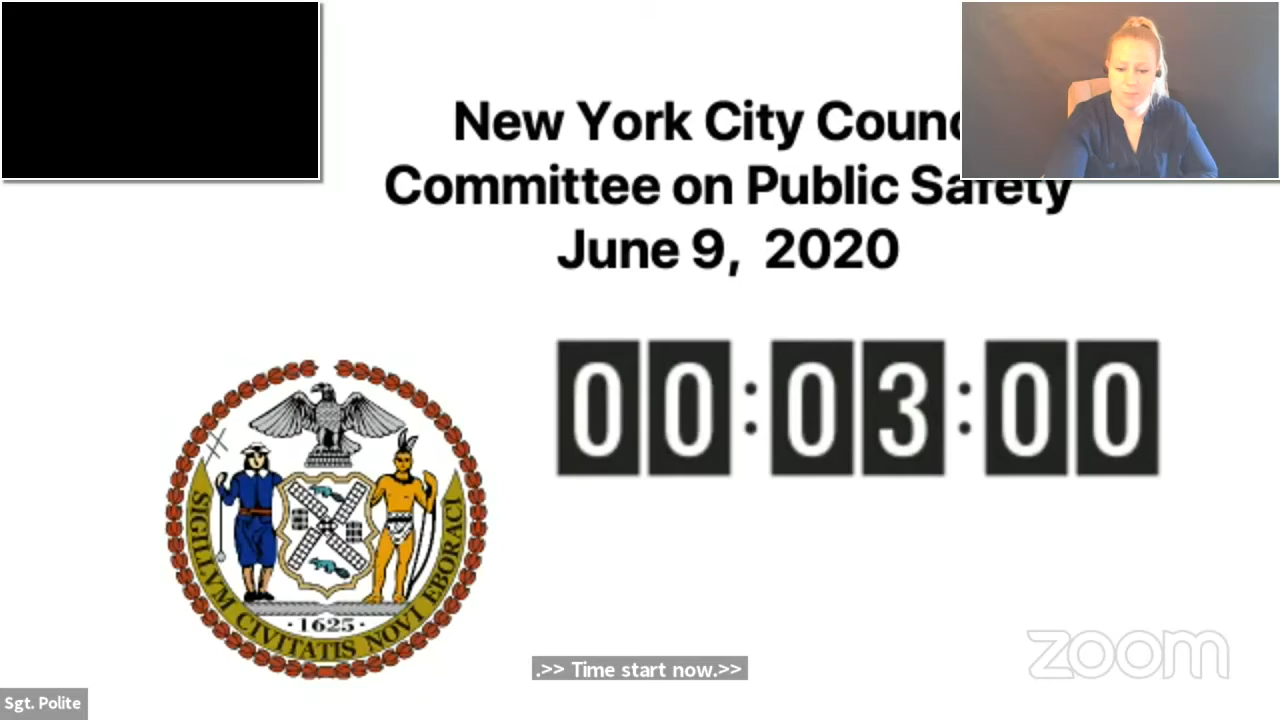 New York City Counc
Committee on Public Safety
June 9, 2020
00:03:00
SIGILLVM CIVITATIS NOVI EBORACI
·1625·
zoom
.>> Time start now.>>
Sgt. Polite